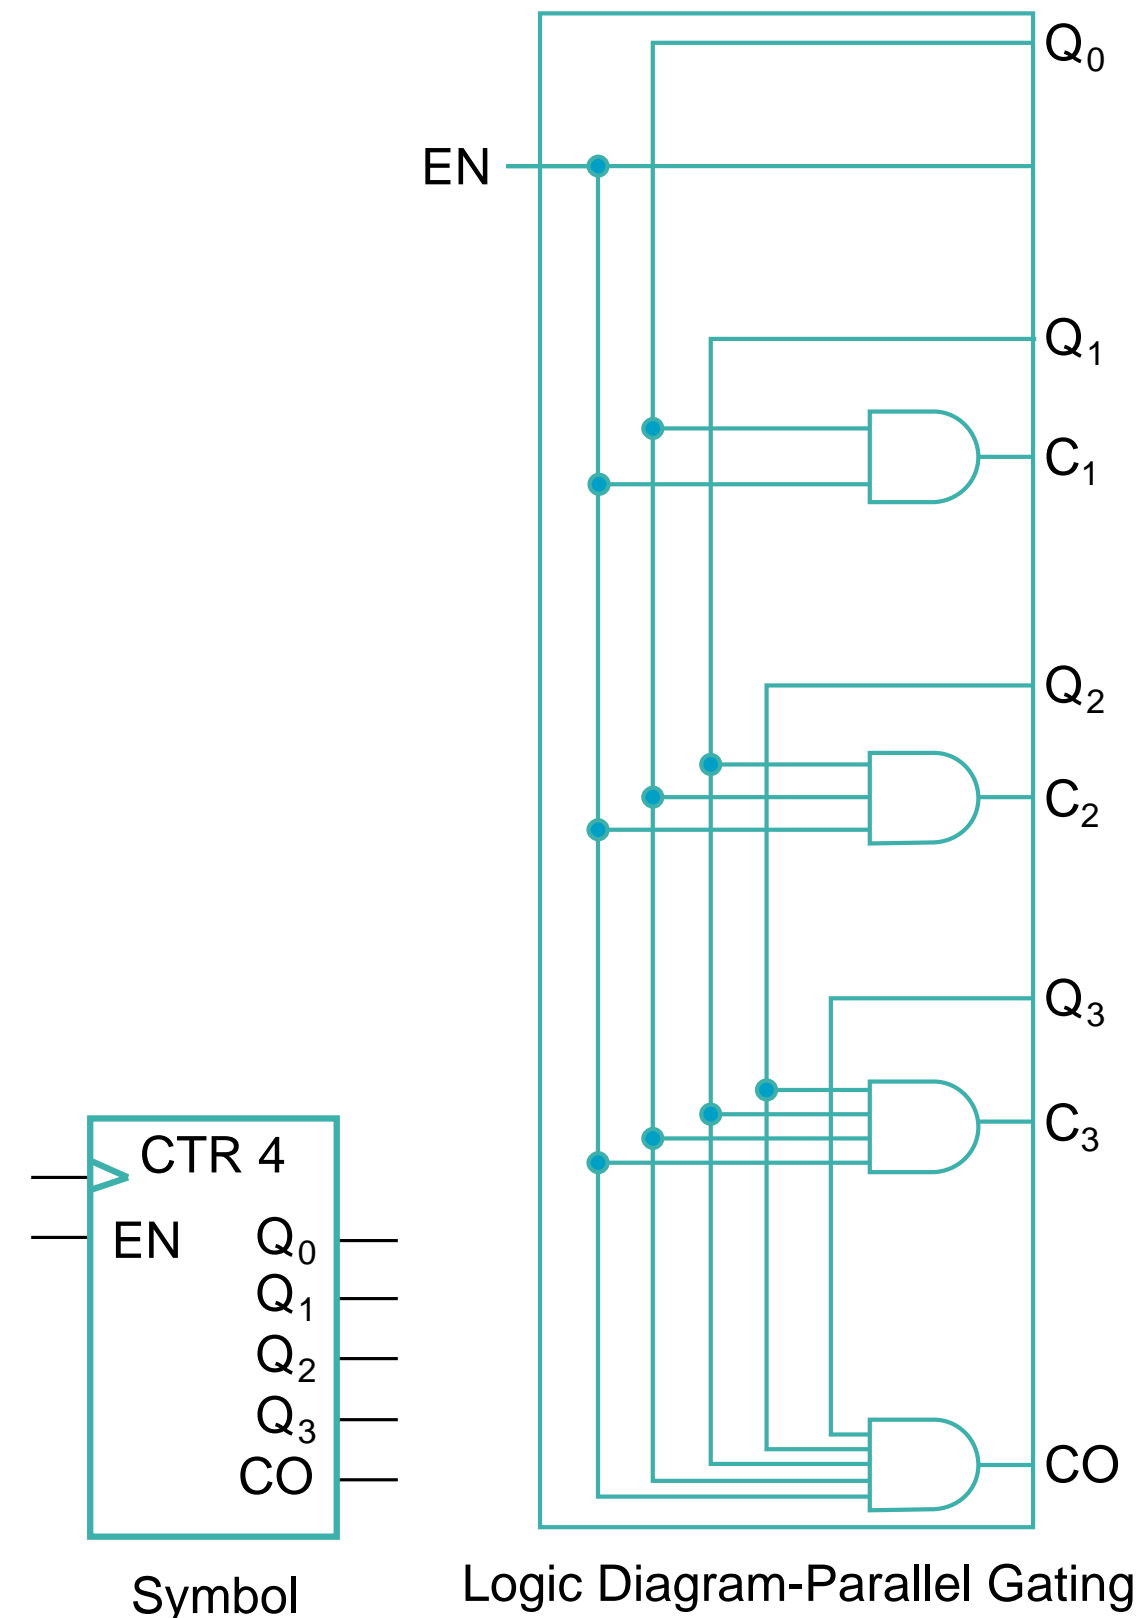 Q0
EN
Q1
C1
Q2
C2
Q3
C3
CO
Logic Diagram-Parallel Gating
CTR 4
EN
Q0
Q1
Q2
Q3
CO
Symbol